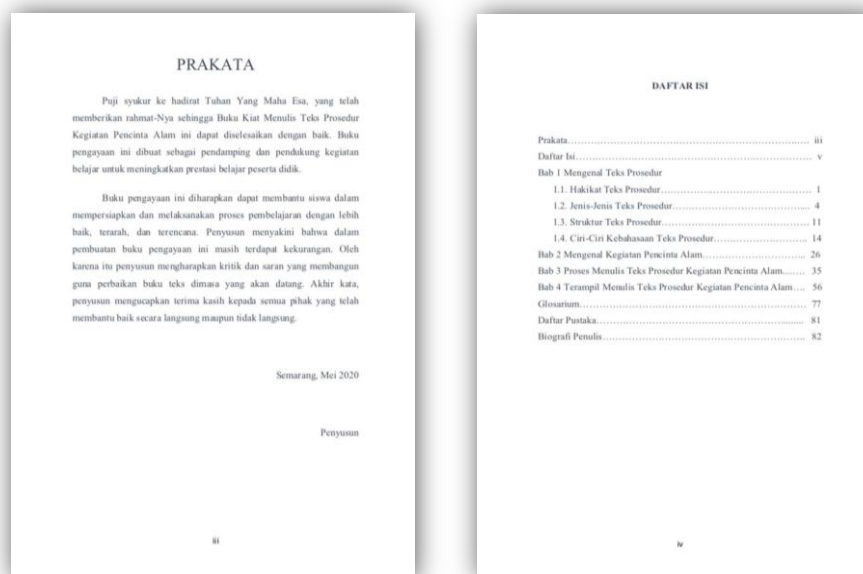 PRAKATA
Puji syukur ke hadirat Tuhan Yang Maha Esa, yang telah
memberikan rahmat-Nya sehingga Buku Kiat Menulis Teks Prosedur
Kegiatan Pencinta Alam ini dapat diselesaikan dengan baik. Buku
pengayaan ini dibuat sebagai pendamping dan pendukung kegiatan
belajar untuk meningkatkan prestasi belajar peserta didik.
Buku pengayaan ini diharapkan dapat membantu siswa dalam
mempersiapkan dan melaksanakan proses pembelajaran dengan lebih
baik, terarah, dan terencana. Penyusun menyakini bahwa dalam
pembuatan buku pengayaan ini masih terdapat kekurangan. Oleh
karena itu penyusun mengharapkan kritik dan saran yang membangun
guna perbaikan buku teks dimasa yang akan datang. Akhir kata,
penyusun mengucapkan terima kasih kepada semua pihak yang telah
membantu baik secara langsung maupun tidak langsung.
Semarang, Mei 2020
Penyusun
iii
DAFTAR ISI
Prakata.................................................. iii
Daftar Isi.................................................. v
Bab 1 Mengenal Teks Prosedur
1.1. Hakikat Teks Prosedur........................................ 1
1.2. Jenis-Jenis Teks Prosedur........................................ 4
1.3. Struktur Teks Prosedur........................................ 11
1.4. Ciri-Ciri Kebahasaan Teks Prosedur.............................. 14
Bab 2 Mengenal Kegiatan Pencinta Alam.............................. 26
Bab 3 Proses Menulis Teks Prosedur Kegiatan Pencinta Alam........ 35
Bab 4 Terampil Menulis Teks Prosedur Kegiatan Pencinta Alam.... 56
Glosarium.................................................. 77
Daftar Pustaka.................................................. 81
Biografi Penulis.................................................. 82
iv